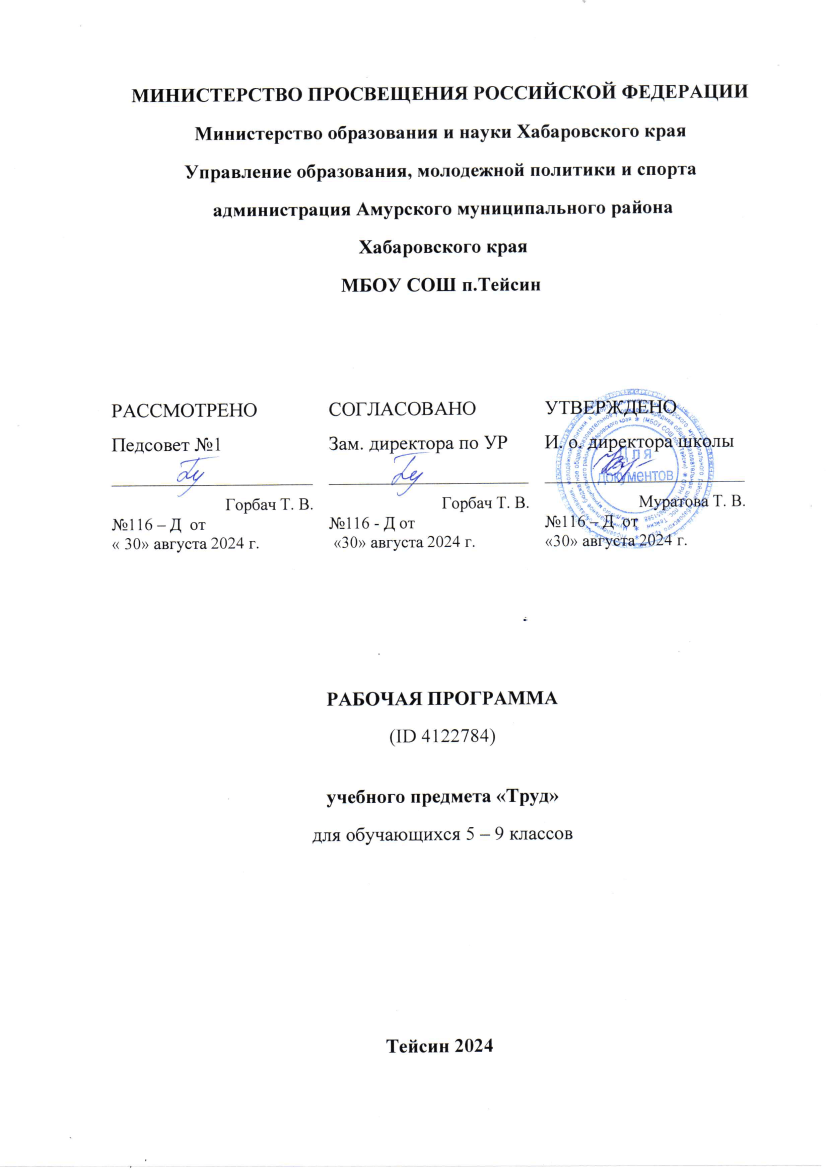 МИНИСТЕРСТВО ПРОСВЕЩЕНИЯ РОССИЙСКОЙ ФЕДЕРАЦИИ
Министерство образования и науки Хабаровского края
Управление образования, молодежной политики и спорта
администрация Амурского муниципального района
Хабаровского края
МБОУ СОШ п.Тейсин
РАССМОТРЕНО
Педсовет №1
Горбач Т. В.
№116 – Д от
« 30» августа 2024 г.
СОГЛАСОВАНО
Зам. директора по УР
Горбач Т. В.
№116 - Д от
«30» августа 2024 г.
УТВЕРЖДЕНО
И. о. директора школы
Для
документов
Муратова Т. В.
№116 – Д от
«30» августа 2024 г.
РАБОЧАЯ ПРОГРАММА
(ID 4122784)
учебного предмета «Труд»
для обучающихся 5 – 9 классов
Тейсин 2024